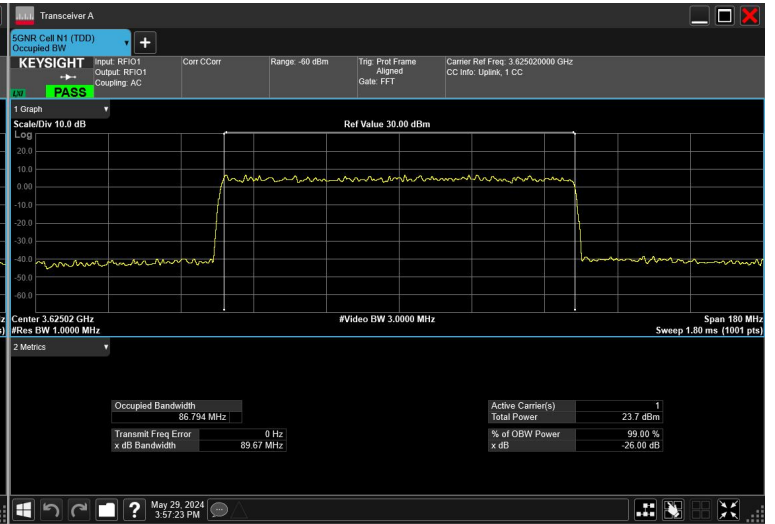 Transceiver A
5GNR Cell N1 (TDD)
Occupied BW
+
KEYSIGHT
LXI
PASS
Input: RFIO1
Output: RFIO1
Coupling: AC
Corr CCorr
Range: -60 dBm
Trig: Prot Frame
Aligned
Gate: FFT
Carrier Ref Freq: 3.625020000 GHz
CC Info: Uplink, 1 CC
1 Graph
Scale/Div 10.0 dB
Ref Value 30.00 dBm
Log
20.0
10.0
0.00
-10.0
-20.0
-30.0
-40.0
-50.0
-60.0
z
Center 3.62502 GHz
#Video BW 3.0000 MHz
Span 180 MHz
s)
#Res BW 1.0000 MHz
Sweep 1.80 ms (1001 pts)
2 Metrics
Occupied Bandwidth
86.794 MHz
Transmit Freq Error 0 Hz
x dB Bandwidth 89.67 MHz
Active Carrier(s) 1
Total Power 23.7 dBm
% of OBW Power 99.00 %
x dB -26.00 dB
?
May 29, 2024
3:57:23 PM